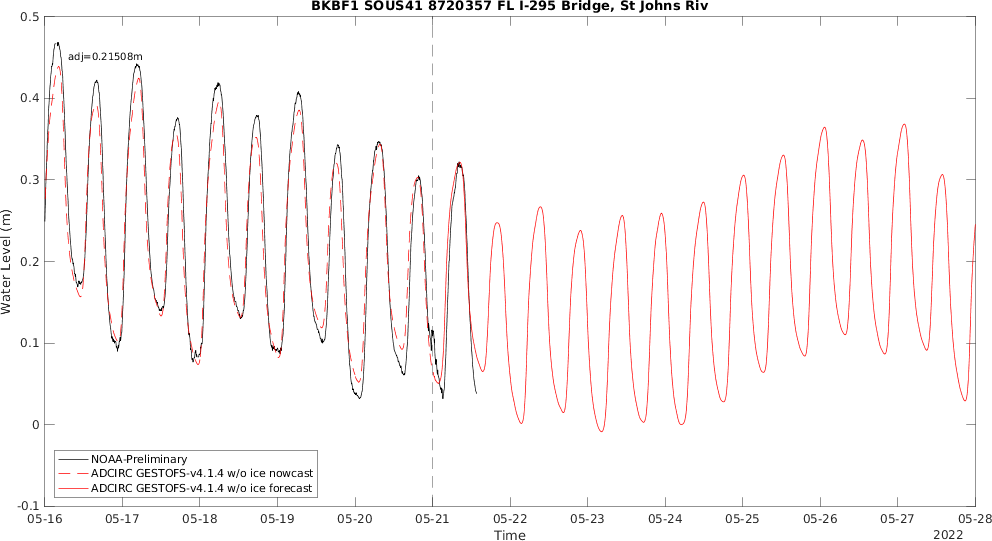 BKBF1 SOUS41 8720357 FL I-295 Bridge, St Johns Riv
adj=0.21508m
0.5
0.4
0.3
0.2
0.1
0
-0.1
Water Level (m)
NOAA-Preliminary
ADCIRC GESTOFS-v4.1.4 w/o ice nowcast
ADCIRC GESTOFS-v4.1.4 w/o ice forecast
05-16 05-17 05-18 05-19 05-20 05-21 05-22 05-23 05-24 05-25 05-26 05-27 05-28
Time
2022